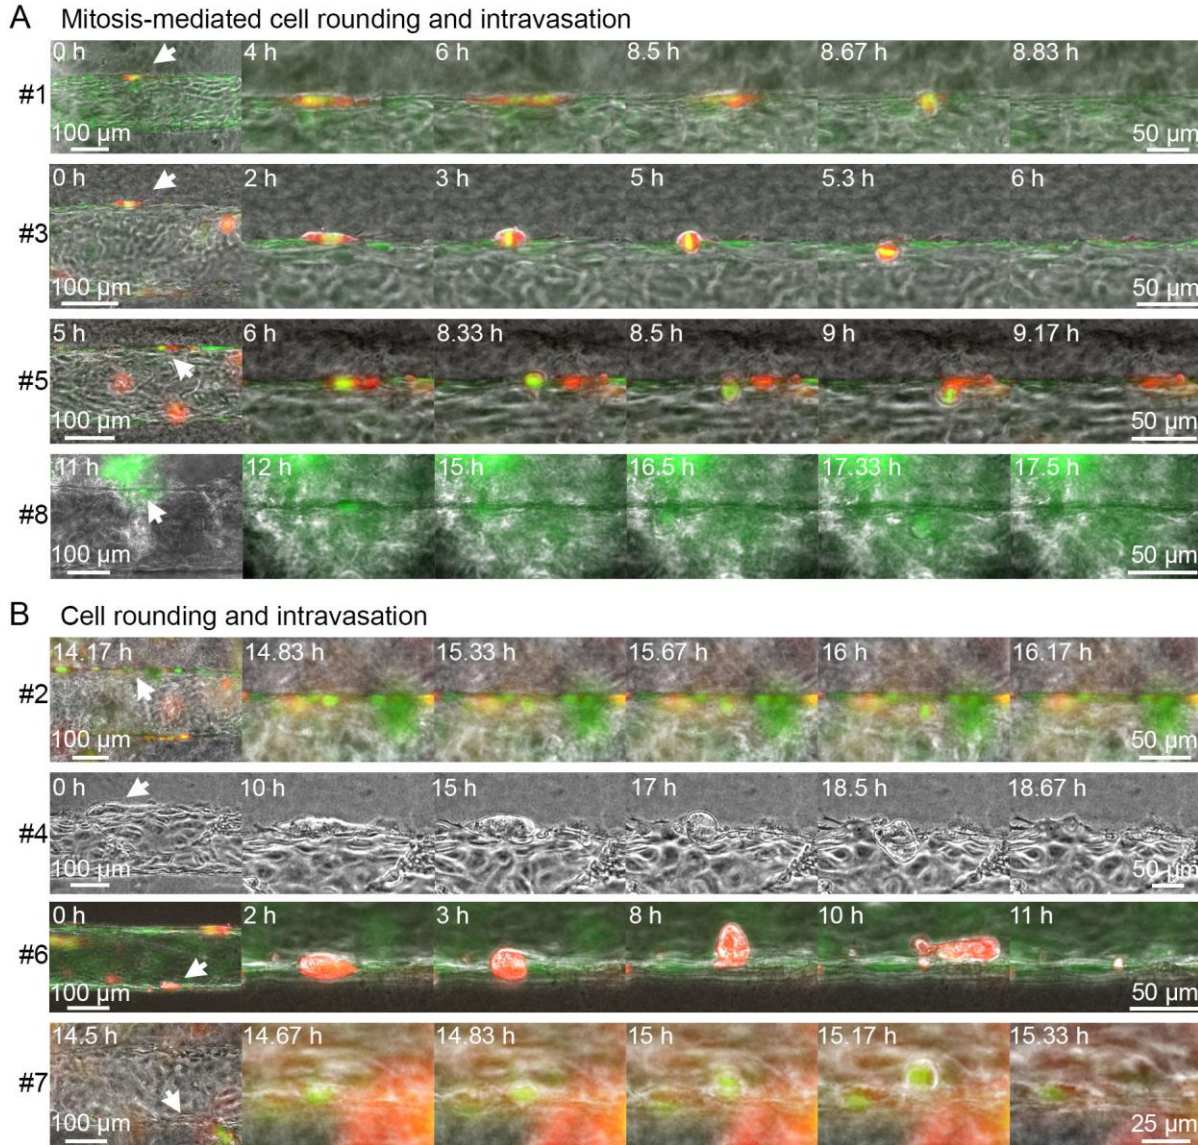 A Mitosis-mediated cell rounding and intravasation
#1 0 h 4 h 6 h 8.5 h 8.67 h 8.83 h
100 µm 50 µm
#3 0 h 2 h 3 h 5 h 5.3 h 6 h
100 µm 50 µm
#5 5 h 6 h 8.33 h 8.5 h 9 h 9.17 h
100 µm 50 µm
#8 11 h 12 h 15 h 16.5 h 17.33 h 17.5 h
100 µm 50 µm
B Cell rounding and intravasation
#2 14.17 h 14.83 h 15.33 h 15.67 h 16 h 16.17 h
100 µm 50 µm
#4 0 h 10 h 15 h 17 h 18.5 h 18.67 h
100 µm 50 µm
#6 0 h 2 h 3 h 8 h 10 h 11 h
100 µm 50 µm
#7 14.5 h 14.67 h 14.83 h 15 h 15.17 h 15.33 h
100 µm 25 µm